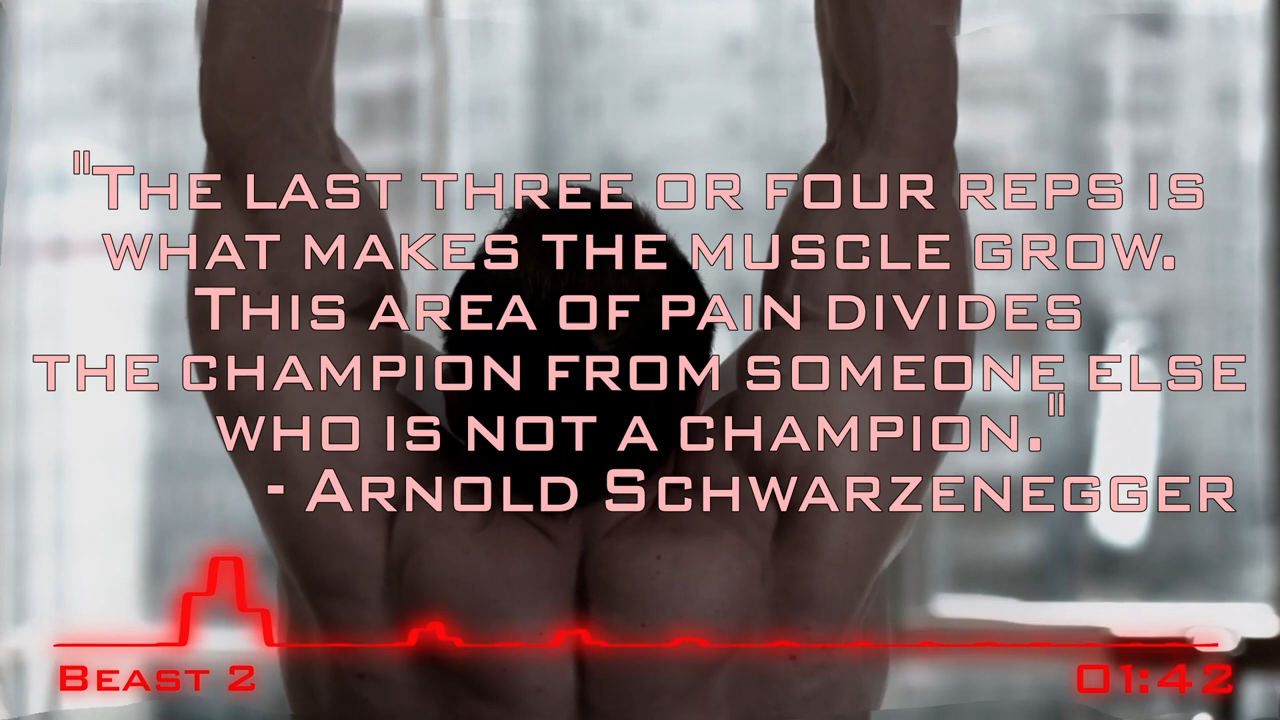 "The last three or four reps is
what makes the muscle grow.
This area of pain divides
the champion from someone else
who is not a champion."
- Arnold Schwarzenegger
Beast 2
01:42